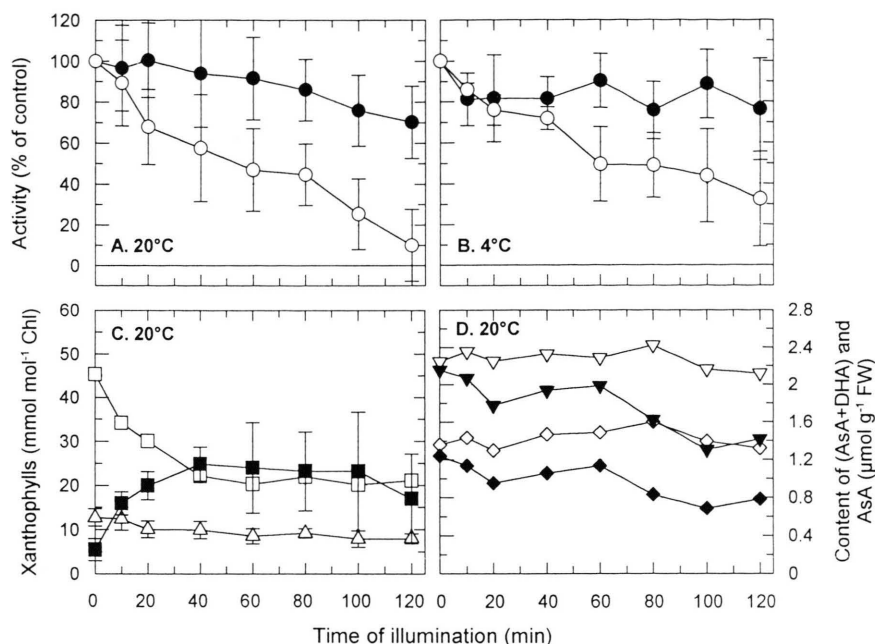 120
100
80
60
40
20
0
Activity (% of control)
A. 20°C
B. 4°C
60
50
40
30
20
10
0
Xanthophylls (mmol mol⁻¹ Chl)
C. 20°C
D. 20°C
2.8
2.4
2
1.6
1.2
0.8
0.4
Content of (AsA+DHA) and
AsA (µmol g⁻¹ FW)
0 20 40 60 80 100 120
0 20 40 60 80 100 120
Time of illumination (min)